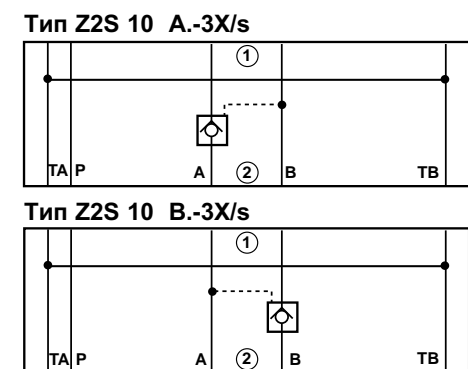 Тип Z2S 10 A.-3X/s
①
TA P A ② B TB
Тип Z2S 10 B.-3X/s
①
TA P A ② B TB